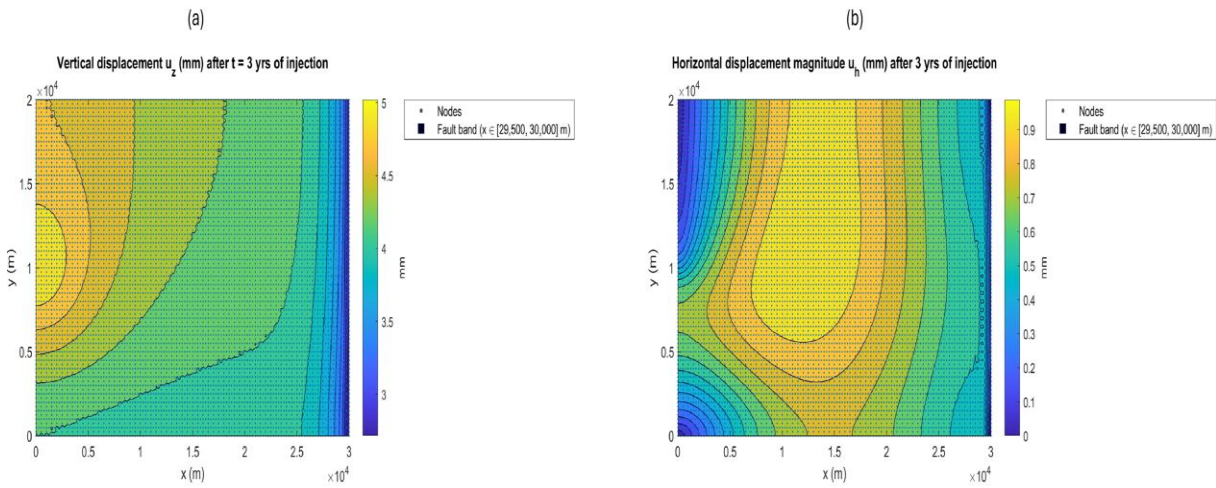 (a)
Vertical displacement u_z (mm) after t = 3 yrs of injection
×10^4
2
1.5
1
0.5
0
y (m)
0 0.5 1 1.5 2 2.5 3
x (m)
×10^4
5
4.5
4
3.5
3
mm
Nodes
Fault band (x ∈ [29,500, 30,000] m)
(b)
Horizontal displacement magnitude u_h (mm) after 3 yrs of injection
×10^4
2
1.5
1
0.5
0
y (m)
0 0.5 1 1.5 2 2.5 3
x (m)
×10^4
0.9
0.8
0.7
0.6
0.5
0.4
0.3
0.2
0.1
0
mm
Nodes
Fault band (x ∈ [29,500, 30,000] m)